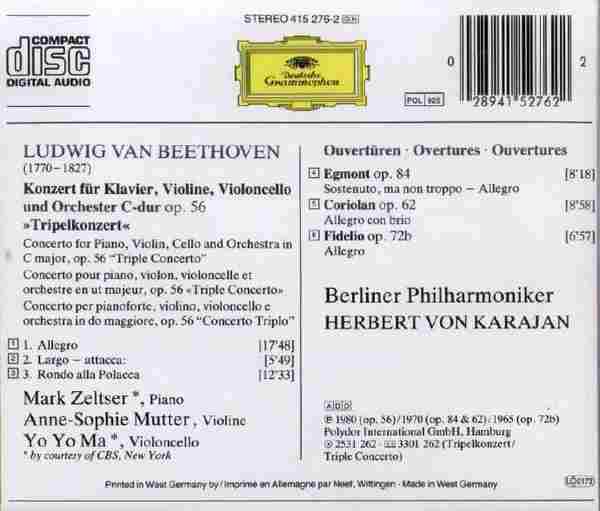 STEREO 415 276-2 GH
COMPACT
disc
DIGITAL AUDIO
Deutsche
Grammophon
0
2
28941 52762
LUDWIG VAN BEETHOVEN
(1770–1827)
Konzert für Klavier, Violine, Violoncello
und Orchester C-dur op. 56
»Tripelkonzert«
Concerto for Piano, Violin, Cello and Orchestra in
C major, op. 56 “Triple Concerto”
Concerto pour piano, violon, violoncelle et
orchestre en ut majeur, op. 56 «Triple Concerto»
Concerto per pianoforte, violino, violoncello e
orchestra in do maggiore, op. 56 “Concerto Triplo”
1 1. Allegro [17'48]
2 2. Largo – attacca: [5'49]
3 3. Rondo alla Polacca [12'33]
Mark Zeltser *, Piano
Anne-Sophie Mutter, Violine
Yo Yo Ma *, Violoncello
* by courtesy of CBS, New York
Ouvertüren · Overtures · Ouvertures
4 Egmont op. 84 [8'18]
Sostenuto, ma non troppo – Allegro
5 Coriolan op. 62 [8'58]
Allegro con brio
6 Fidelio op. 72b [6'57]
Allegro
Berliner Philharmoniker
HERBERT VON KARAJAN
ADD
℗ 1980 (op. 56)/1970 (op. 84 & 62)/1965 (op. 72b)
Polydor International GmbH, Hamburg
2531 262 · 3301 262 (Tripelkonzert/
Triple Concerto)
Printed in West Germany by / Imprimé en Allemagne par Neef, Wittingen · Made in West Germany